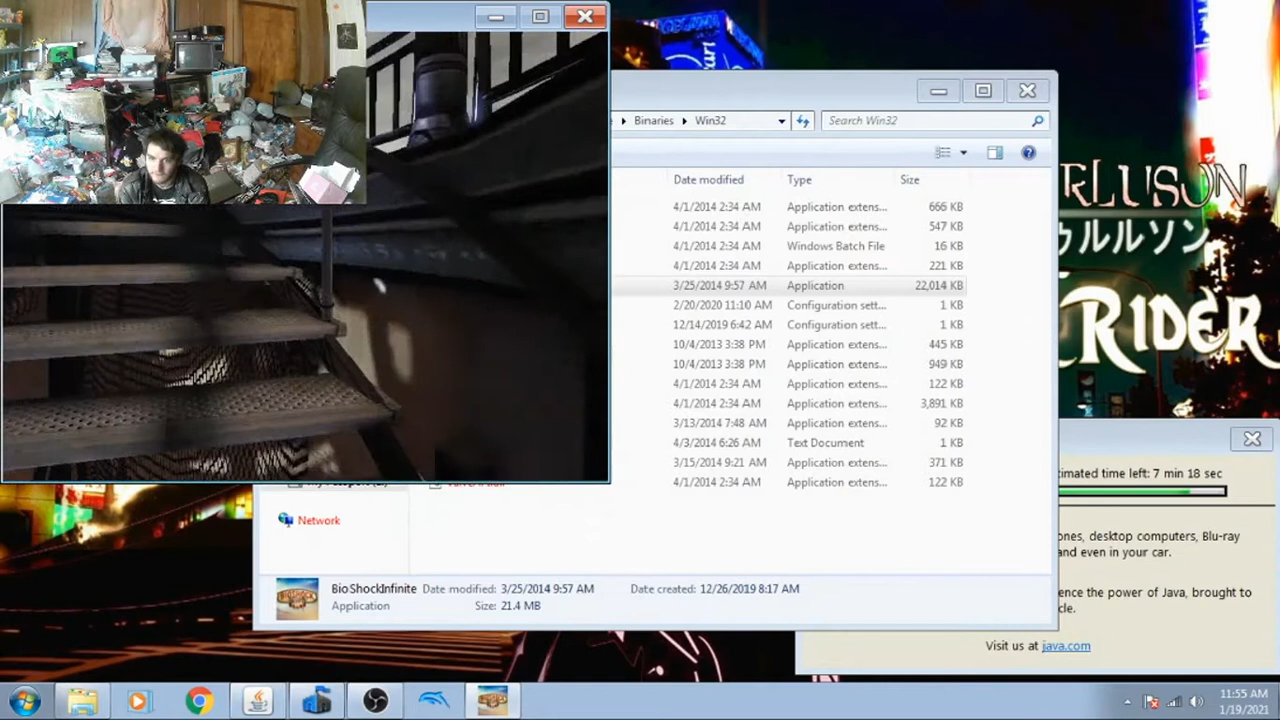 Binaries
Win32
Search Win32
Date modified
Type
Size
4/1/2014 2:34 AM Application extens... 666 KB
4/1/2014 2:34 AM Application extens... 547 KB
4/1/2014 2:34 AM Windows Batch File 16 KB
4/1/2014 2:34 AM Application extens... 221 KB
3/25/2014 9:57 AM Application 22,014 KB
2/20/2020 11:10 AM Configuration sett... 1 KB
12/14/2019 6:42 AM Configuration sett... 1 KB
10/4/2013 3:38 PM Application extens... 445 KB
10/4/2013 3:38 PM Application extens... 949 KB
4/1/2014 2:34 AM Application extens... 122 KB
4/1/2014 2:34 AM Application extens... 3,891 KB
3/13/2014 7:48 AM Application extens... 92 KB
4/3/2014 6:26 AM Text Document 1 KB
3/15/2014 9:21 AM Application extens... 371 KB
4/1/2014 2:34 AM Application extens... 122 KB
Network
BioShockInfinite Date modified: 3/25/2014 9:57 AM Date created: 12/26/2019 8:17 AM
Application Size: 21.4 MB
RLUSON
ゥルルソン
RIDER
timated time left: 7 min 18 sec
ones, desktop computers, Blu-ray
and even in your car.
ence the power of Java, brought to
cle.
Visit us at java.com
11:55 AM
1/19/2021